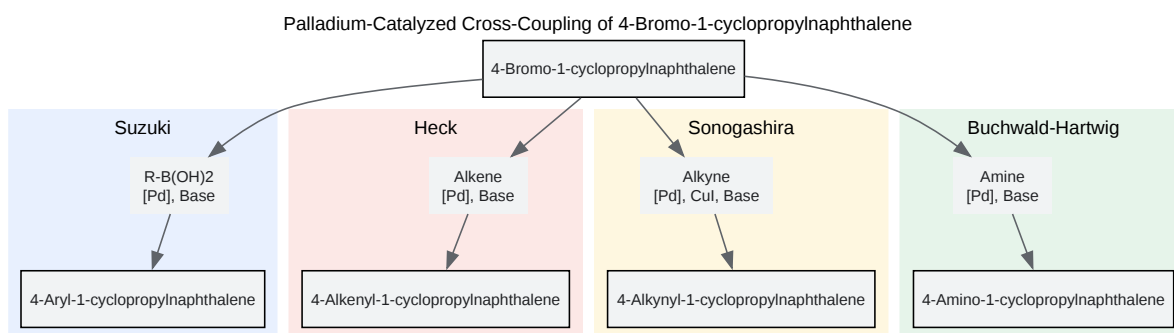 Palladium-Catalyzed Cross-Coupling of 4-Bromo-1-cyclopropylnaphthalene
4-Bromo-1-cyclopropylnaphthalene
Suzuki
Heck
Sonogashira
Buchwald-Hartwig
R-B(OH)2
[Pd], Base
Alkene
[Pd], Base
Alkyne
[Pd], CuI, Base
Amine
[Pd], Base
4-Aryl-1-cyclopropylnaphthalene
4-Alkenyl-1-cyclopropylnaphthalene
4-Alkynyl-1-cyclopropylnaphthalene
4-Amino-1-cyclopropylnaphthalene